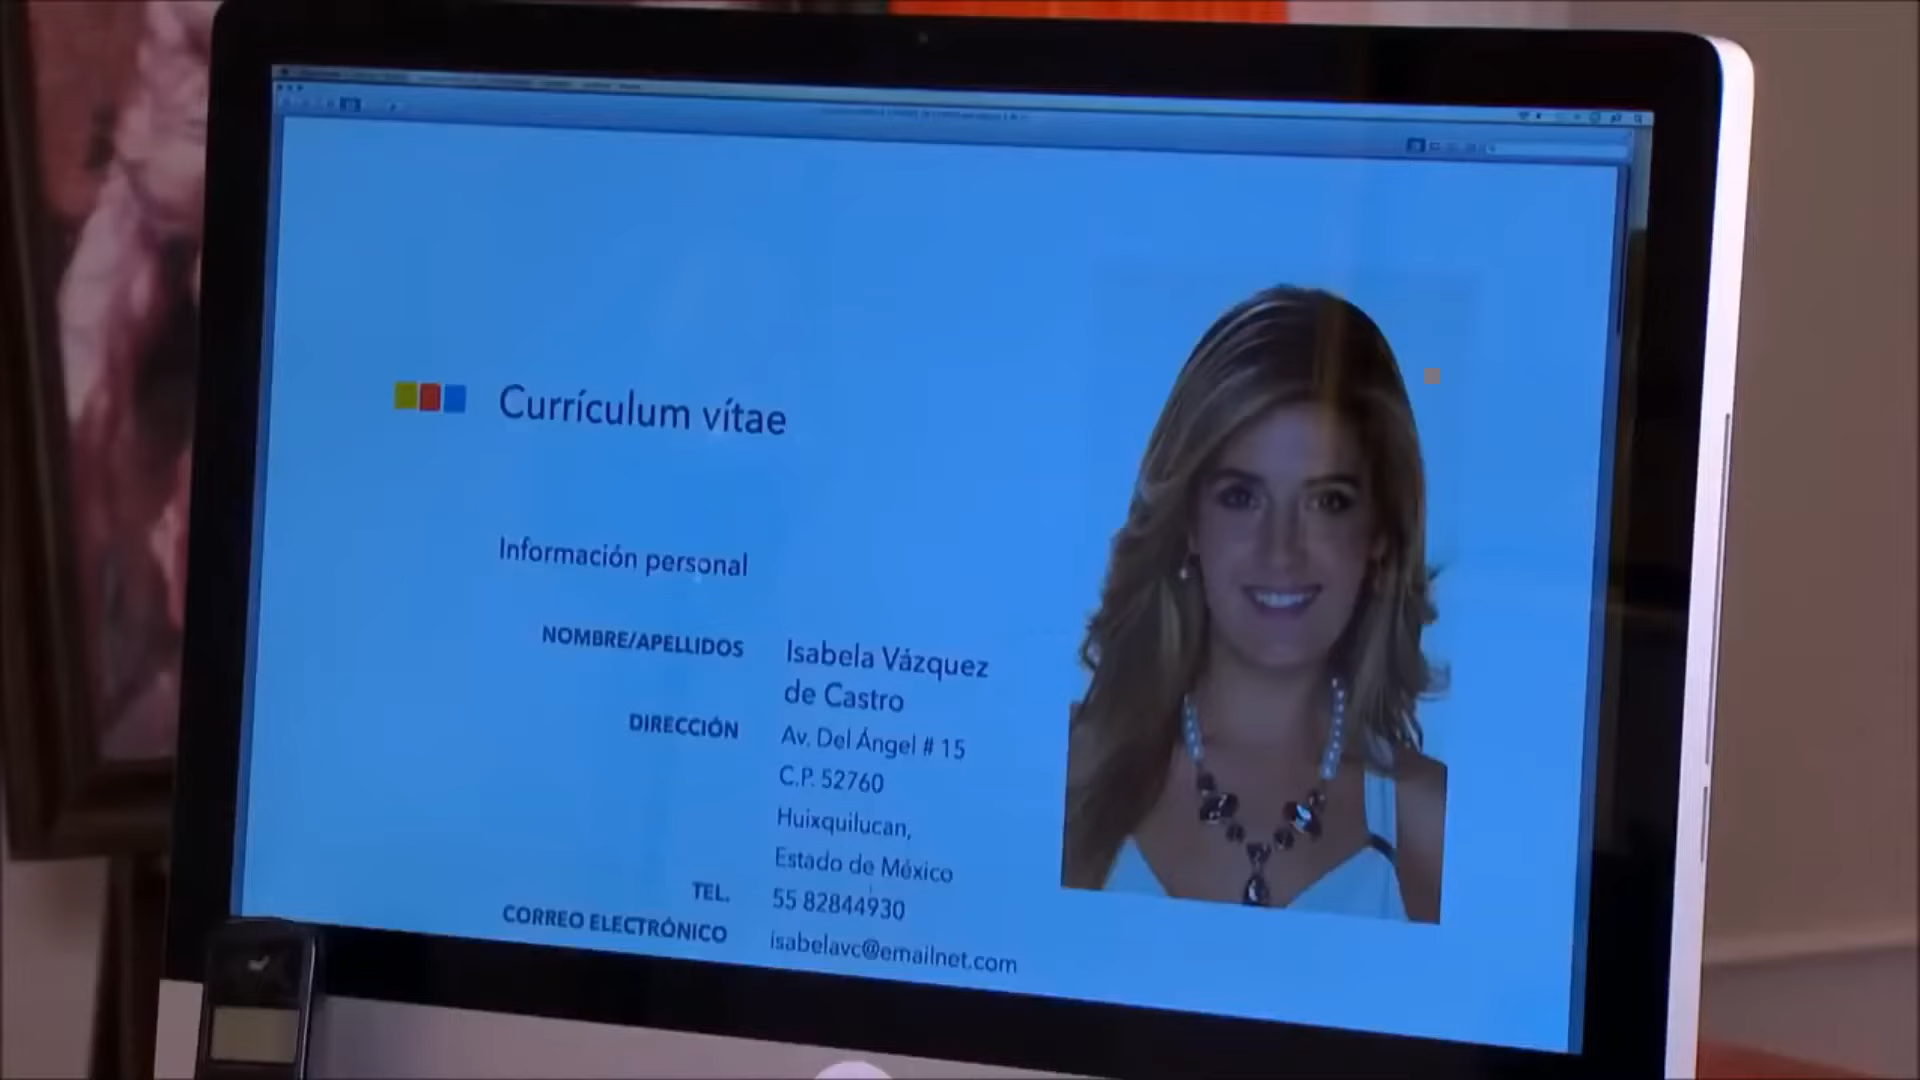 Currículum vítae
Información personal
NOMBRE/APELLIDOS Isabela Vázquez
de Castro
DIRECCIÓN Av. Del Ángel # 15
C.P. 52760
Huixquilucan,
Estado de México
TEL. 55 82844930
CORREO ELECTRÓNICO isabelavc@emailnet.com